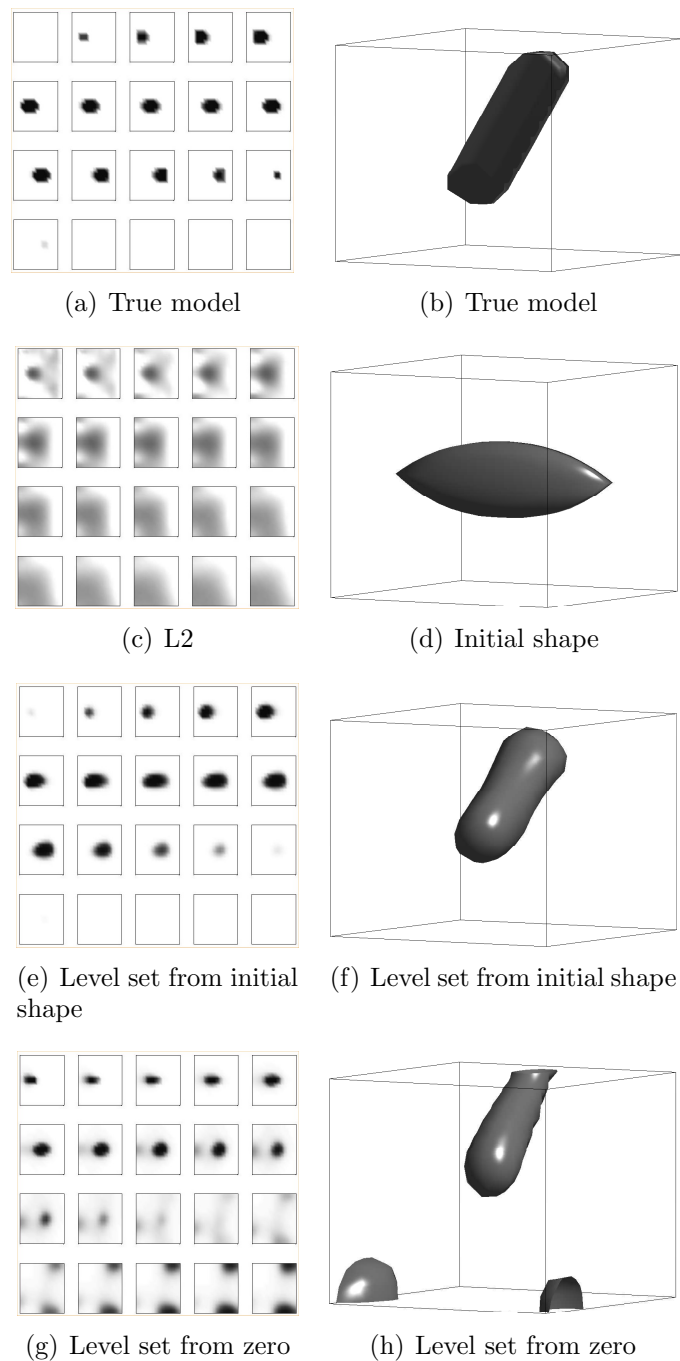 (a) True model
(b) True model
(c) L2
(d) Initial shape
(e) Level set from initial
shape
(f) Level set from initial shape
(g) Level set from zero
(h) Level set from zero